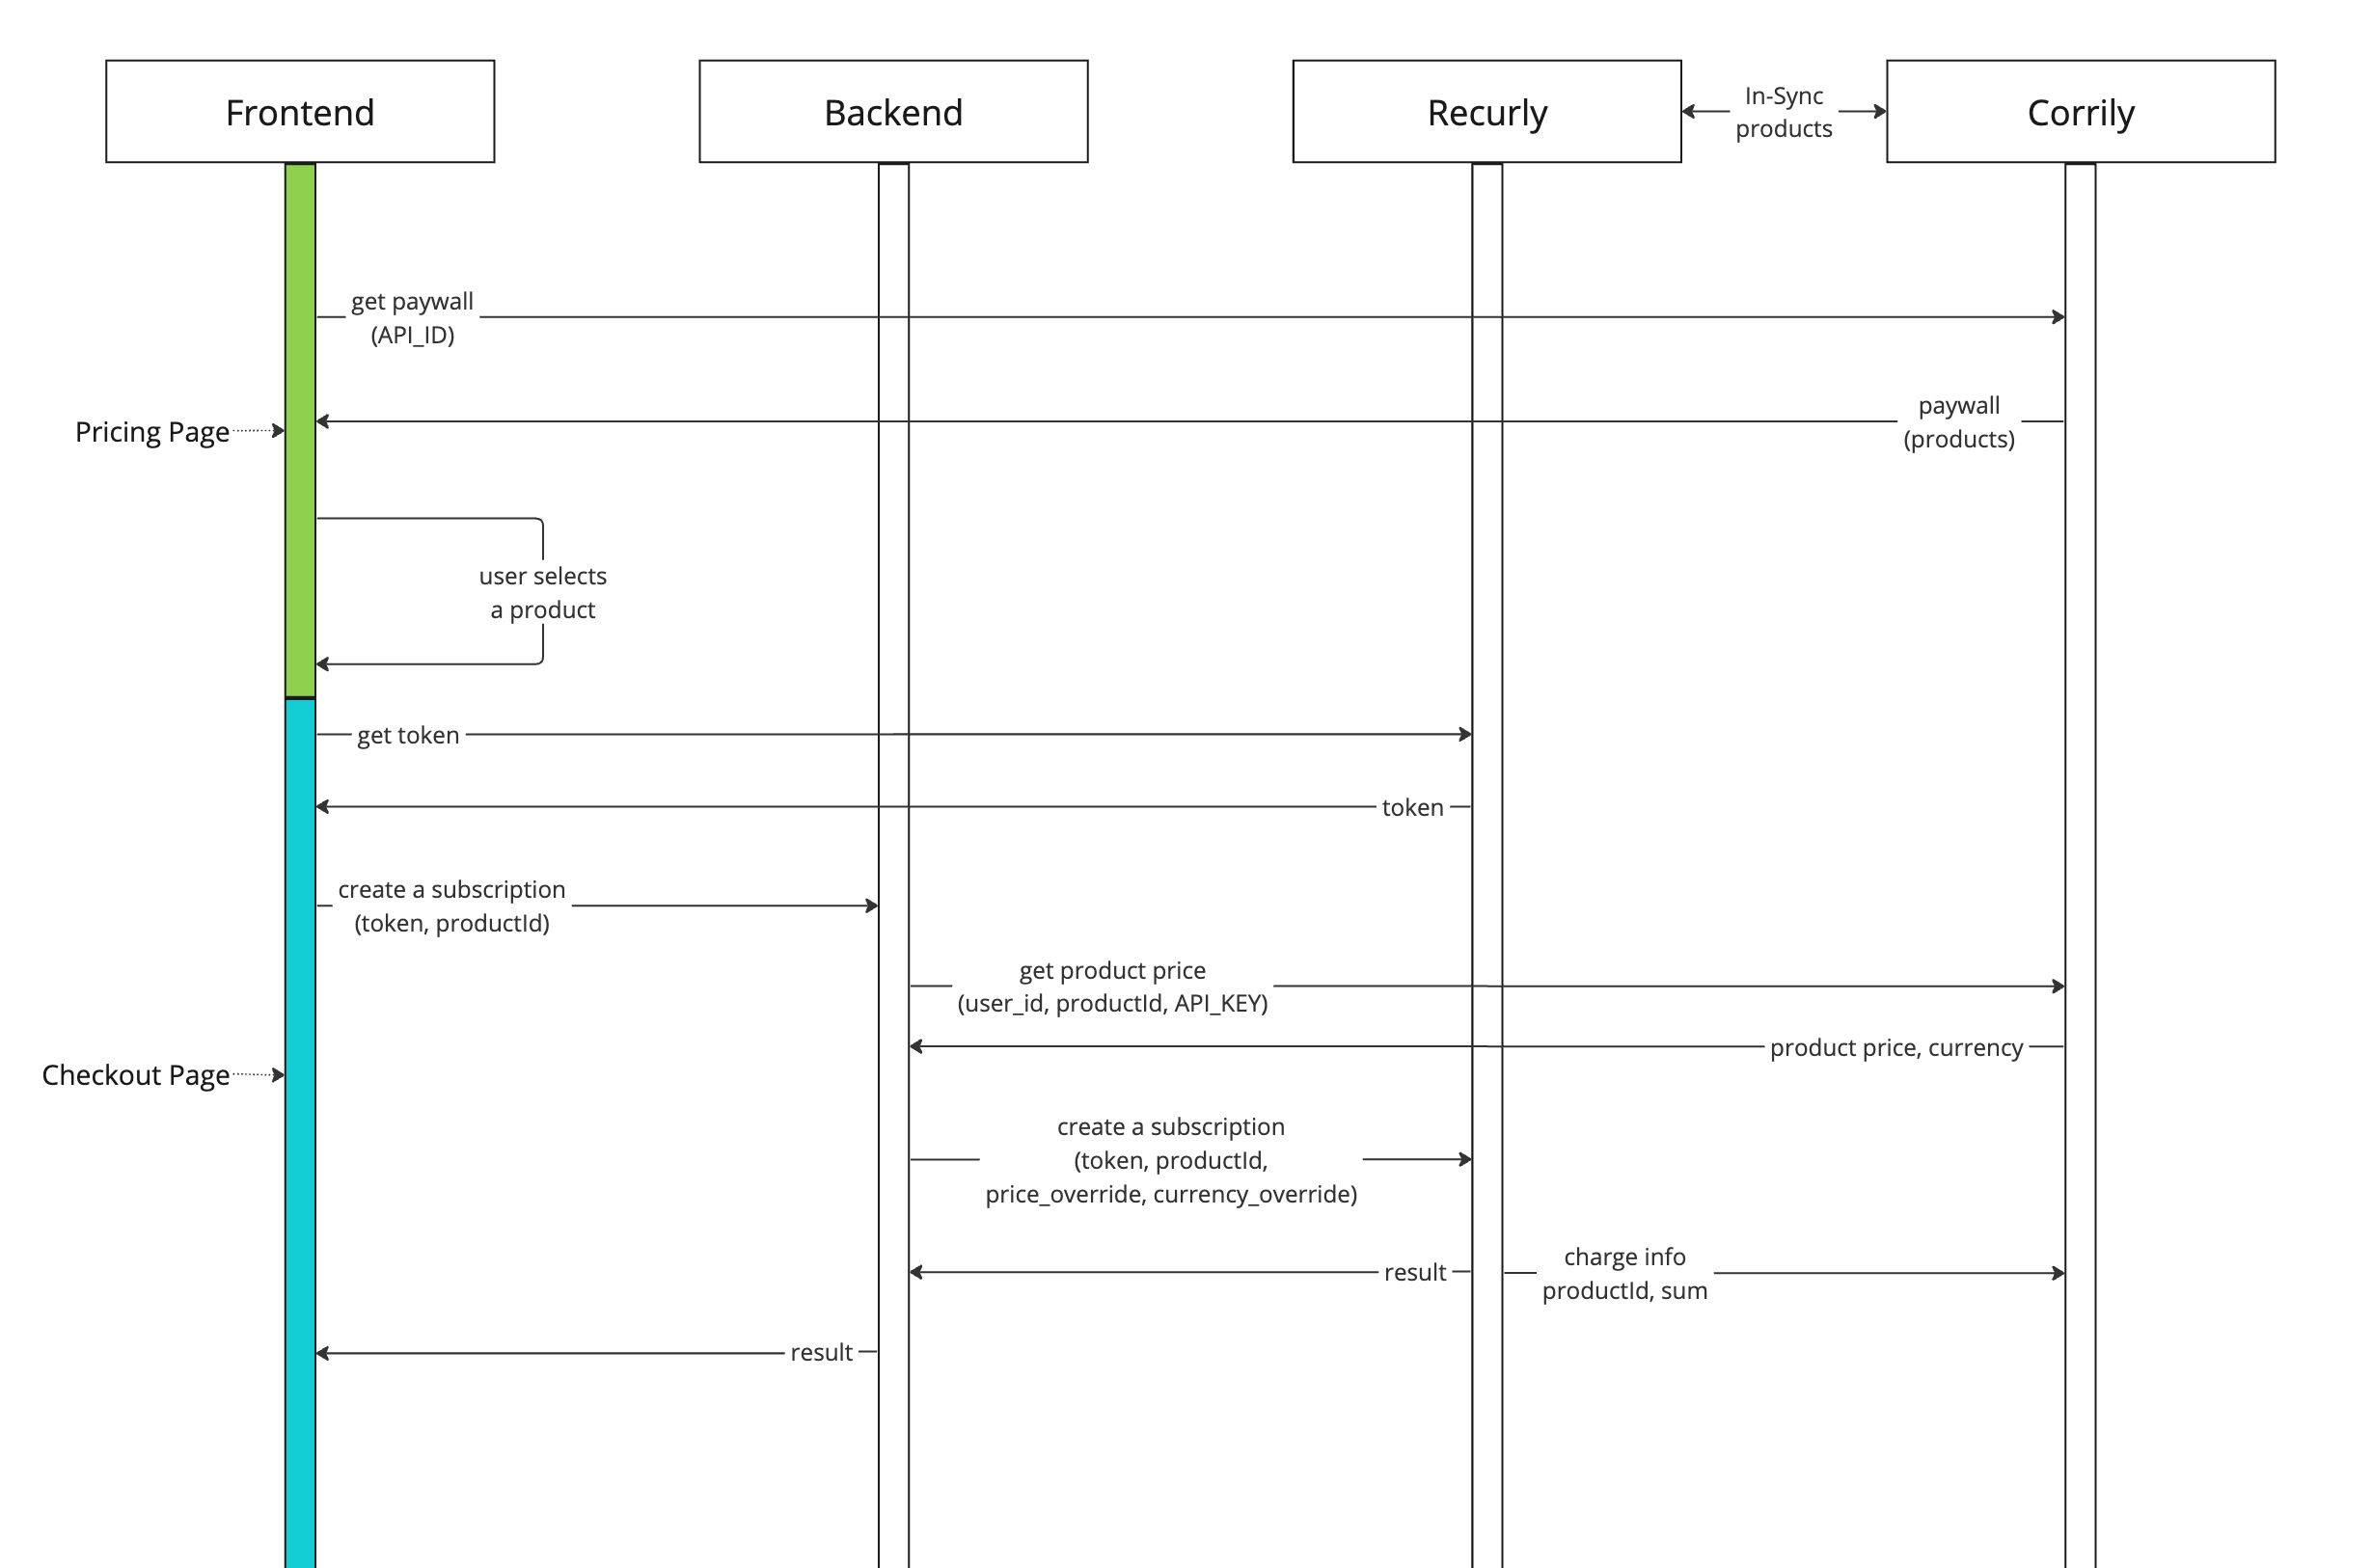 Frontend
Backend
Recurly
In-Sync
products
Corrily
get paywall
(API_ID)
paywall
(products)
Pricing Page
user selects
a product
get token
token
create a subscription
(token, productId)
get product price
(user_id, productId, API_KEY)
product price, currency
Checkout Page
create a subscription
(token, productId,
price_override, currency_override)
result
charge info
productId, sum
result